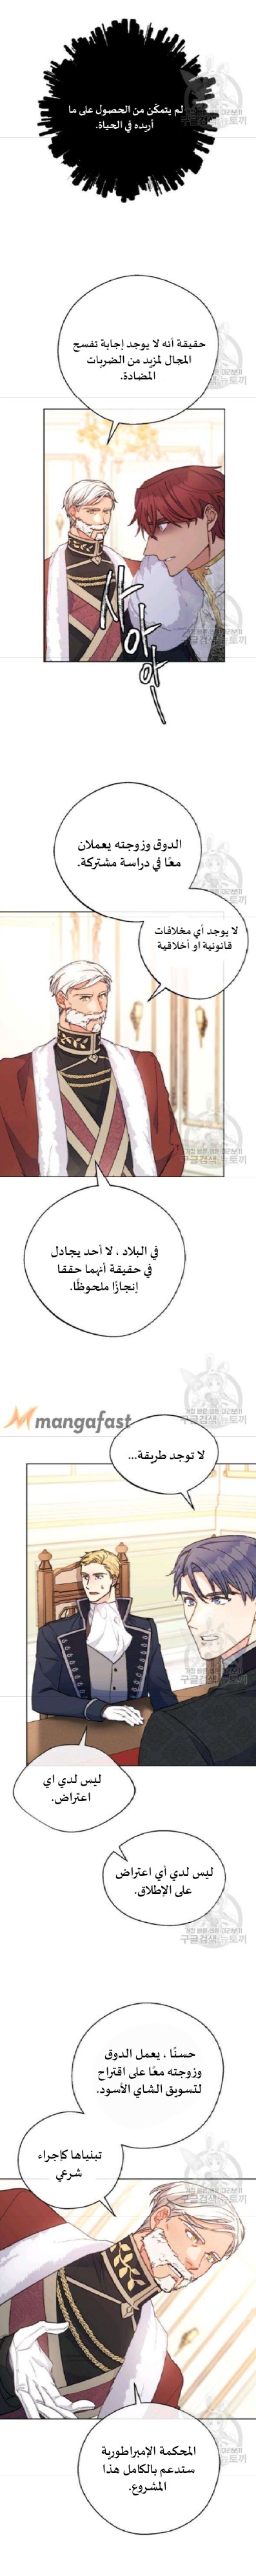 لم يتمكّن من الحصول على ما
أريده في الحياة.
حقيقة أنه لا يوجد إجابة تفسح
المجال لمزيد من الضربات
المضادة.
사아아
الدوق وزوجته يعملان
معًا في دراسة مشتركة.
لا يوجد أي مخلافات
قانونية او أخلاقية
في البلاد ، لا أحد يجادل
في حقيقة أنهما حققا
إنجازًا ملحوظًا.
mangafast
لا توجد طريقة...
ليس لدي اي
اعتراض.
ليس لدي أي اعتراض
على الإطلاق.
حسنًا ، يعمل الدوق
وزوجته معًا على اقتراح
لتسويق الشاي الأسود.
تبنياها كإجراء
شرعي
المحكمة الإمبراطورية
ستدعم بالكامل هذا
المشروع.